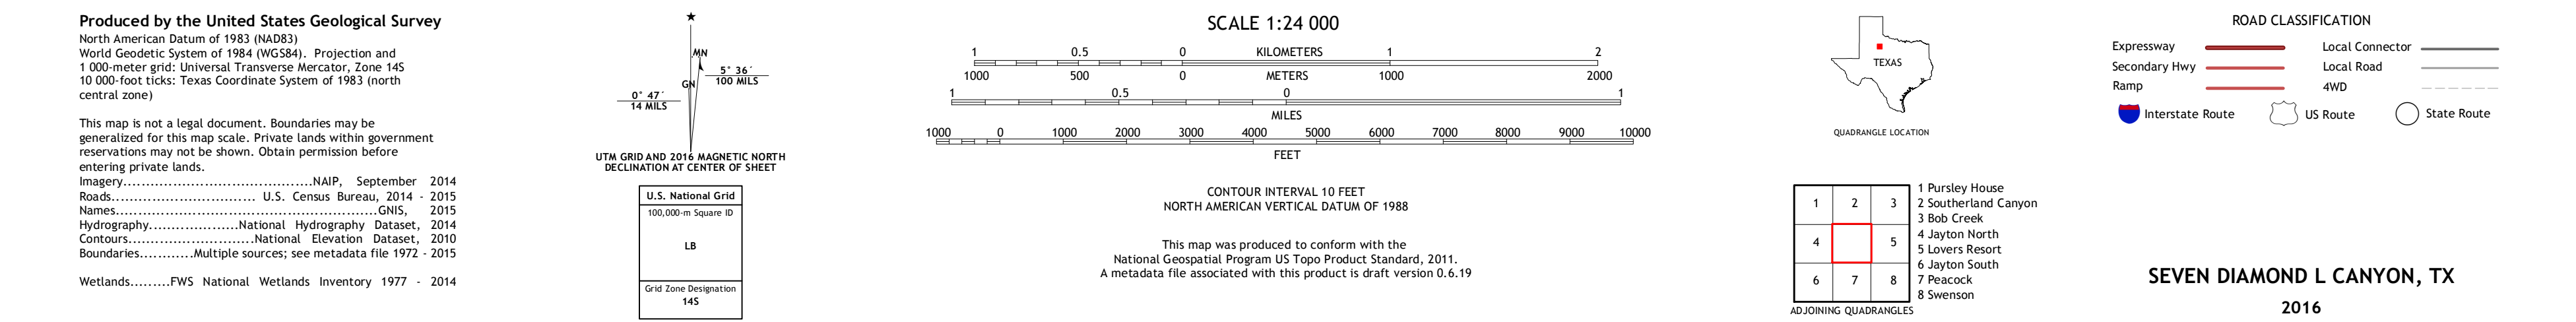 Produced by the United States Geological Survey
North American Datum of 1983 (NAD83)
World Geodetic System of 1984 (WGS84). Projection and
1 000-meter grid: Universal Transverse Mercator, Zone 14S
10 000-foot ticks: Texas Coordinate System of 1983 (north
central zone)
This map is not a legal document. Boundaries may be
generalized for this map scale. Private lands within government
reservations may not be shown. Obtain permission before
entering private lands.
Imagery.........................................NAIP, September 2014
Roads............................... U.S. Census Bureau, 2014 - 2015
Names.........................................................GNIS, 2015
Hydrography....................National Hydrography Dataset, 2014
Contours............................National Elevation Dataset, 2010
Boundaries............Multiple sources; see metadata file 1972 - 2015
Wetlands.........FWS National Wetlands Inventory 1977 - 2014
MN
GN
5° 36´
100 MILS
0° 47´
14 MILS
UTM GRID AND 2016 MAGNETIC NORTH
DECLINATION AT CENTER OF SHEET
U.S. National Grid
100,000-m Square ID
LB
Grid Zone Designation
14S
SCALE 1:24 000
1 0.5 0 KILOMETERS 1 2
1000 500 0 METERS 1000 2000
1 0.5 0 1
MILES
1000 0 1000 2000 3000 4000 5000 6000 7000 8000 9000 10000
FEET
CONTOUR INTERVAL 10 FEET
NORTH AMERICAN VERTICAL DATUM OF 1988
This map was produced to conform with the
National Geospatial Program US Topo Product Standard, 2011.
A metadata file associated with this product is draft version 0.6.19
TEXAS
QUADRANGLE LOCATION
1 2 3
4 5
6 7 8
ADJOINING QUADRANGLES
1 Pursley House
2 Southerland Canyon
3 Bob Creek
4 Jayton North
5 Lovers Resort
6 Jayton South
7 Peacock
8 Swenson
ROAD CLASSIFICATION
Expressway Local Connector
Secondary Hwy Local Road
Ramp 4WD
Interstate Route US Route State Route
SEVEN DIAMOND L CANYON, TX
2016